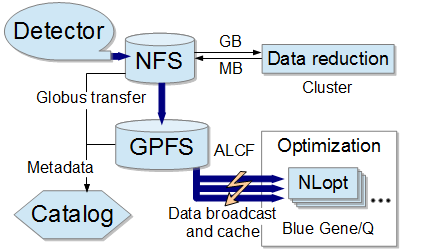 Detector
NFS
GB
MB
Data reduction
Cluster
Globus transfer
GPFS
ALCF
Optimization
NLopt
...
Metadata
Catalog
Data broadcast
and cache
Blue Gene/Q